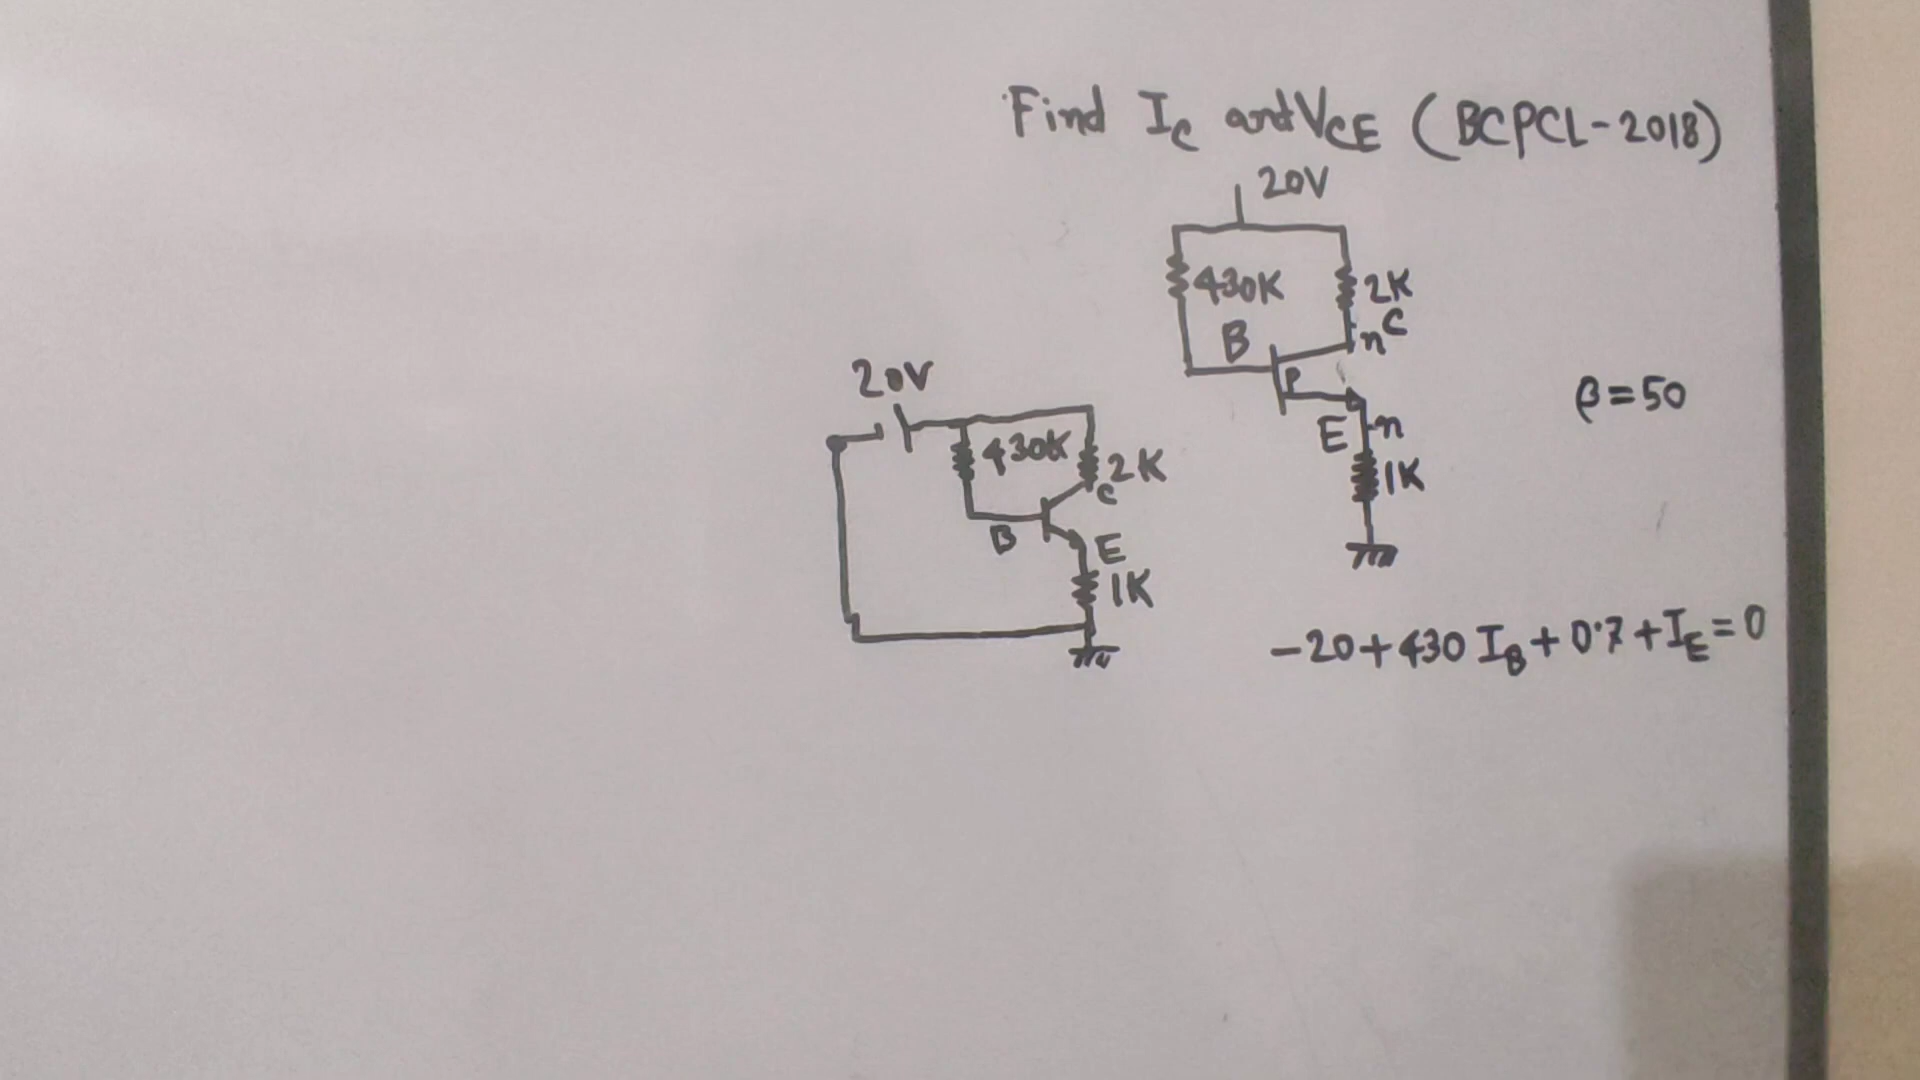 Find Ic and VCE (BCPCL-2018)
20V
430K
2K
B
n C
P
E n
1K
β=50
20V
430K
2K
C
B
E
1K
-20+430 IB + 0.7 + IE = 0